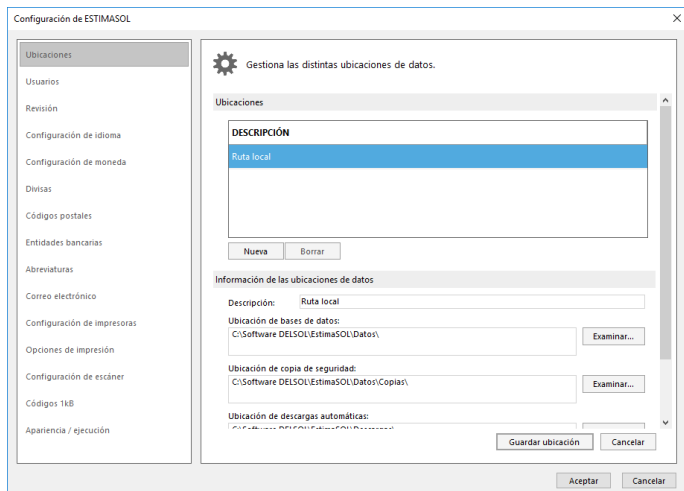 Configuración de ESTIMASOL
Ubicaciones
Usuarios
Revisión
Configuración de idioma
Configuración de moneda
Divisas
Códigos postales
Entidades bancarias
Abreviaturas
Correo electrónico
Configuración de impresoras
Opciones de impresión
Configuración de escáner
Códigos 1kB
Apariencia / ejecución
Gestiona las distintas ubicaciones de datos.
Ubicaciones
DESCRIPCIÓN
Ruta local
Nueva Borrar
Información de las ubicaciones de datos
Descripción: Ruta local
Ubicación de bases de datos:
C:\Software DELSOL\EstimaSOL\Datos\ Examinar...
Ubicación de copia de seguridad:
C:\Software DELSOL\EstimaSOL\Datos\Copias\ Examinar...
Ubicación de descargas automáticas:
Guardar ubicación Cancelar
Aceptar Cancelar